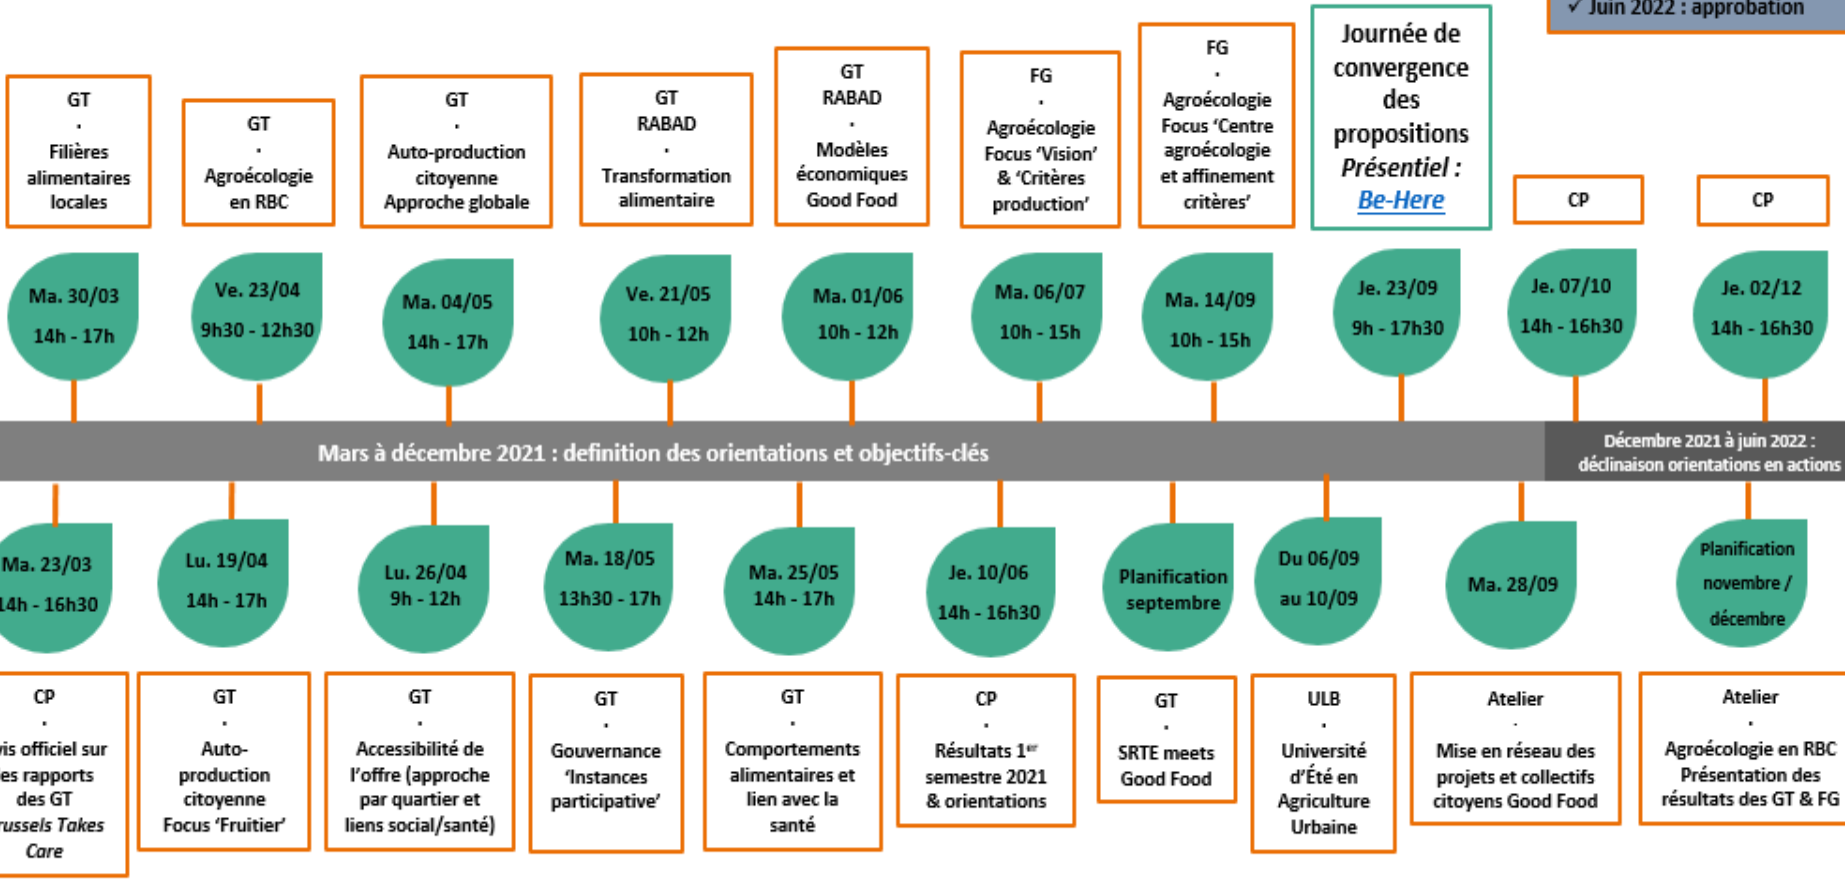 ✓ Juin 2022 : approbation
GT
.
Filières
alimentaires
locales
GT
.
Agroécologie
en RBC
GT
.
Auto-production
citoyenne
Approche globale
GT
RABAD
.
Transformation
alimentaire
GT
RABAD
.
Modèles
économiques
Good Food
FG
.
Agroécologie
Focus ‘Vision’
& ‘Critères
production’
FG
.
Agroécologie
Focus ‘Centre
agroécologie
et affinement
critères’
Journée de
convergence
des
propositions
Présentiel :
Be-Here
CP
CP
Ma. 30/03
14h - 17h
Ve. 23/04
9h30 - 12h30
Ma. 04/05
14h - 17h
Ve. 21/05
10h - 12h
Ma. 01/06
10h - 12h
Ma. 06/07
10h - 15h
Ma. 14/09
10h - 15h
Je. 23/09
9h - 17h30
Je. 07/10
14h - 16h30
Je. 02/12
14h - 16h30
Mars à décembre 2021 : definition des orientations et objectifs-clés
Décembre 2021 à juin 2022 :
déclinaison orientations en actions
Ma. 23/03
14h - 16h30
Lu. 19/04
14h - 17h
Lu. 26/04
9h - 12h
Ma. 18/05
13h30 - 17h
Ma. 25/05
14h - 17h
Je. 10/06
14h - 16h30
Planification
septembre
Du 06/09
au 10/09
Ma. 28/09
Planification
novembre /
décembre
CP
.
officiel sur
rapports
des GT
Takes
Care
GT
.
Auto-
production
citoyenne
Focus ‘Fruitier’
GT
.
Accessibilité de
l’offre (approche
par quartier et
liens social/santé)
GT
.
Gouvernance
‘Instances
participative’
GT
.
Comportements
alimentaires et
lien avec la
santé
CP
.
Résultats 1er
semestre 2021
& orientations
GT
.
SRTE meets
Good Food
ULB
.
Université
d’Été en
Agriculture
Urbaine
Atelier
.
Mise en réseau des
projets et collectifs
citoyens Good Food
Atelier
.
Agroécologie en RBC
Présentation des
résultats des GT & FG